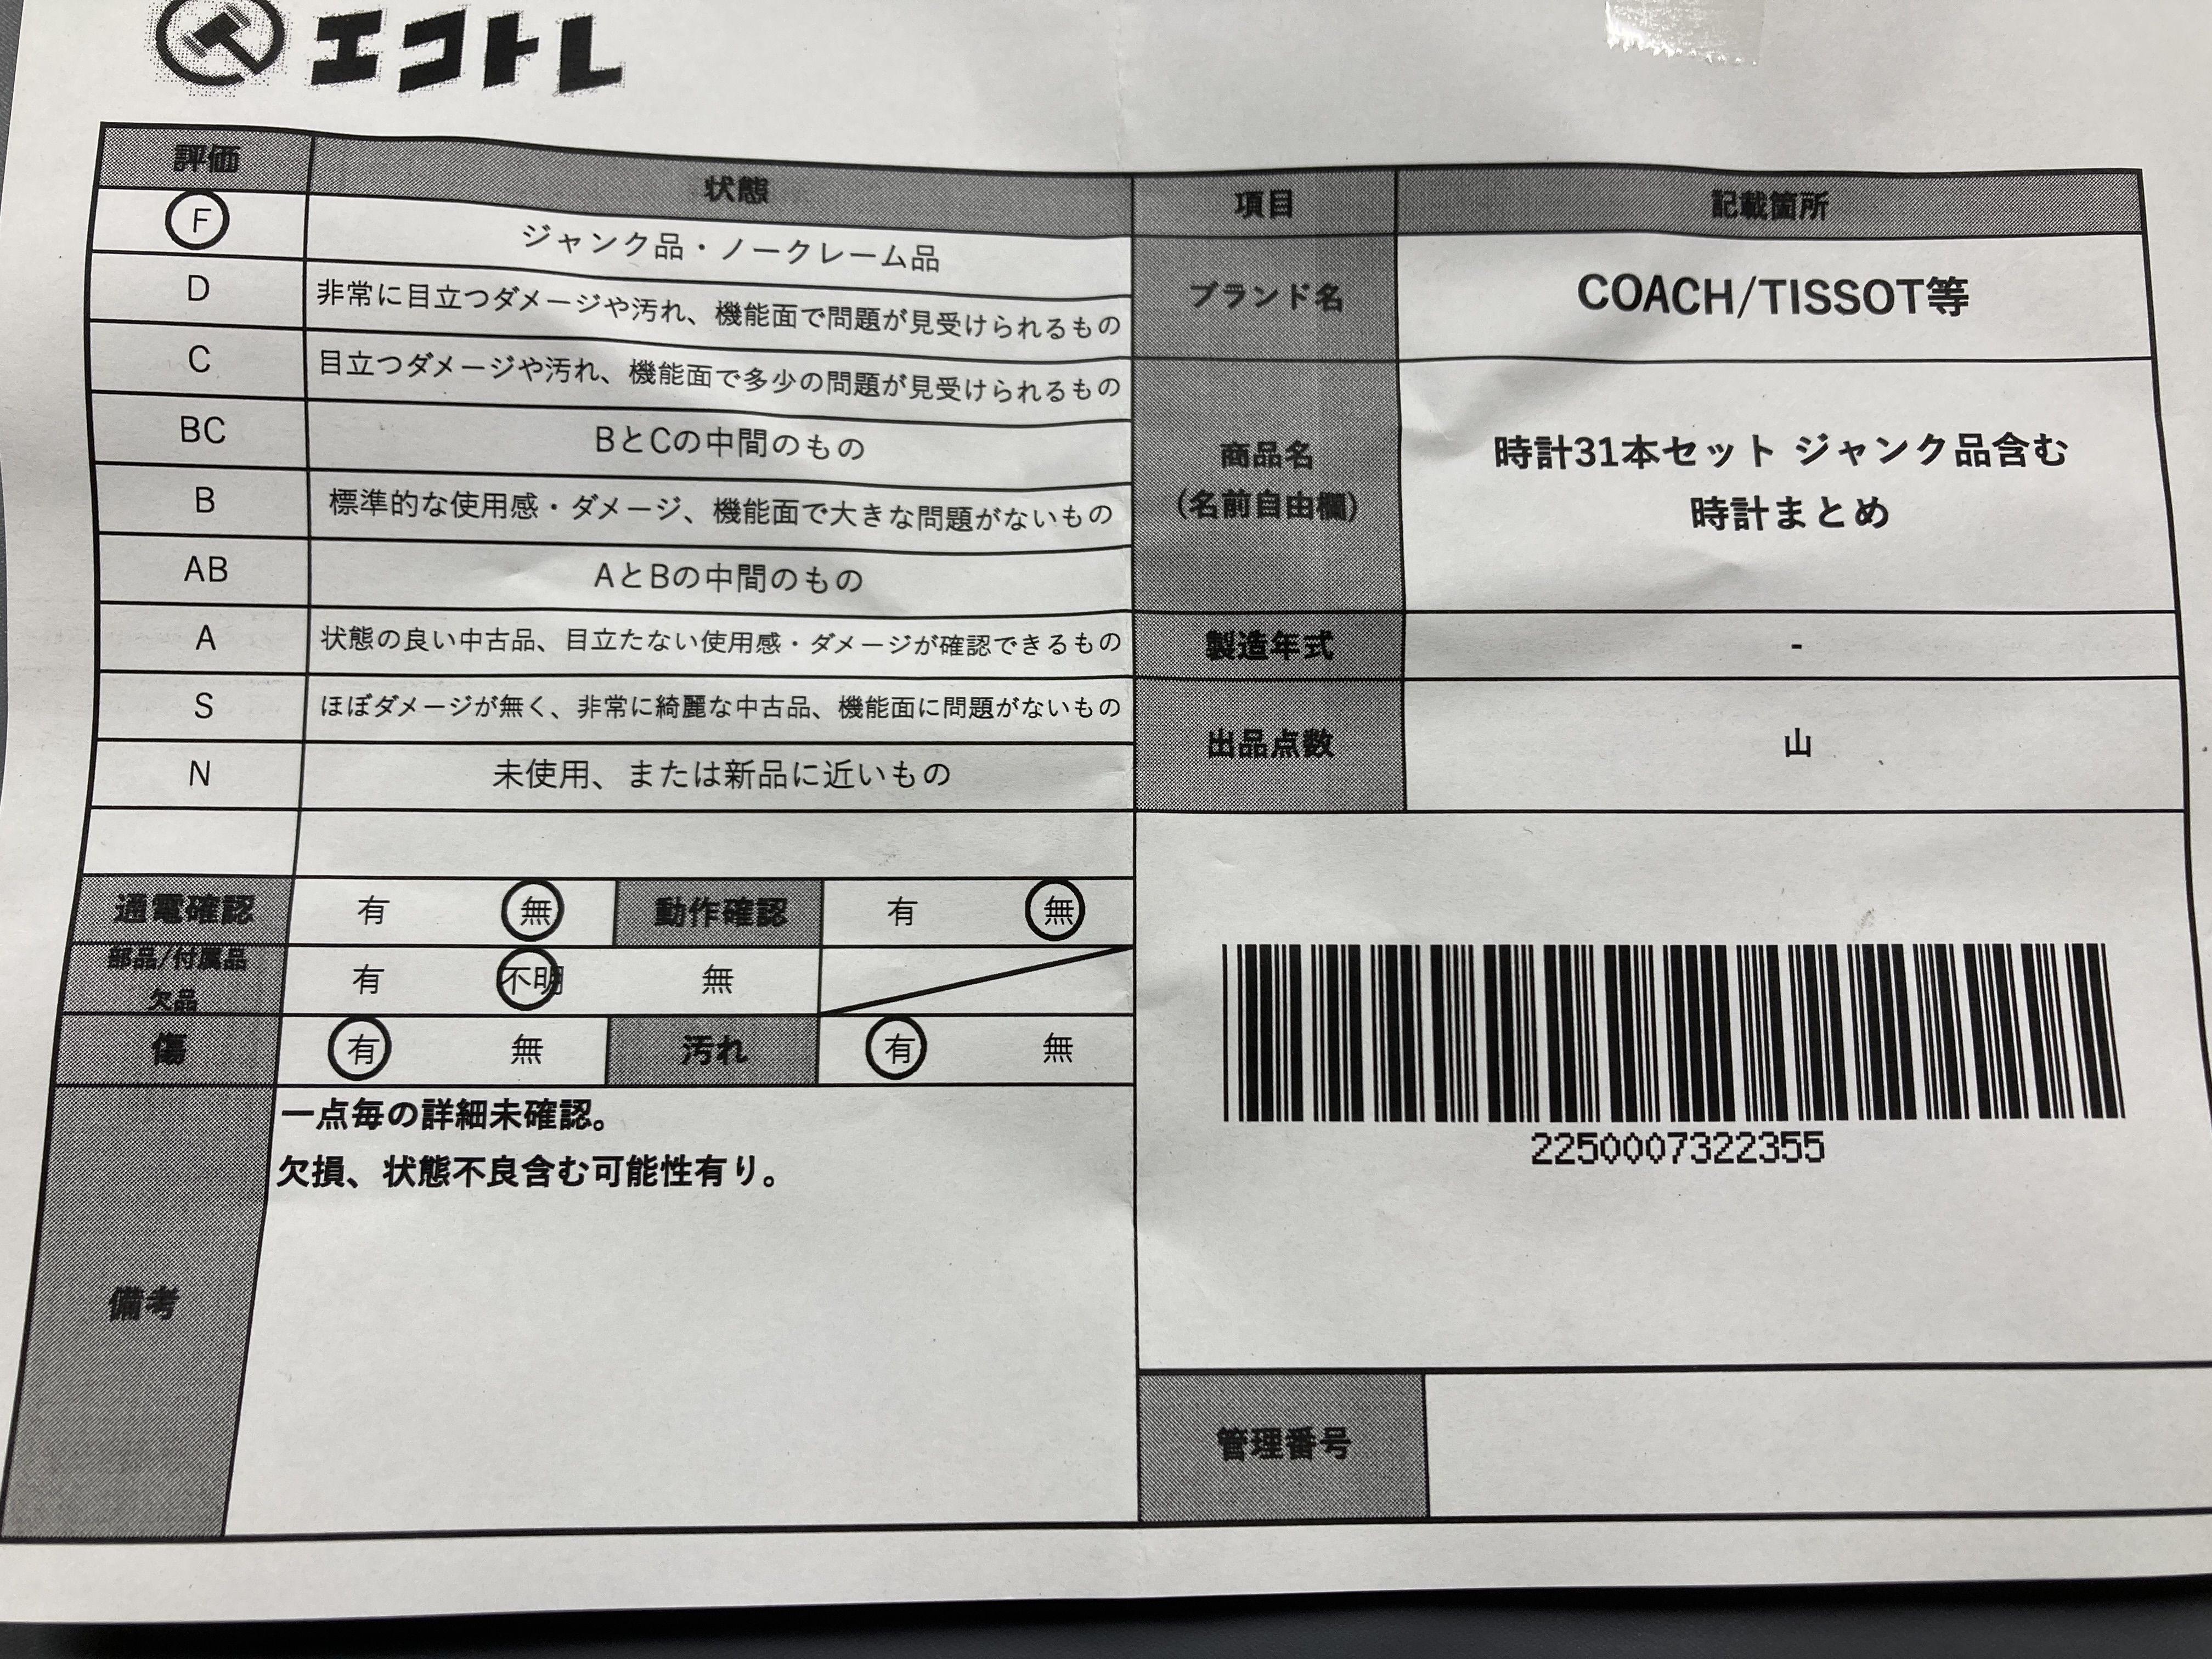 エコトレ
評価 状態
F ジャンク品・ノークレーム品
D 非常に目立つダメージや汚れ、機能面で問題が見受けられるもの
C 目立つダメージや汚れ、機能面で多少の問題が見受けられるもの
BC BとCの中間のもの
B 標準的な使用感・ダメージ、機能面で大きな問題がないもの
AB AとBの中間のもの
A 状態の良い中古品、目立たない使用感・ダメージが確認できるもの
S ほぼダメージが無く、非常に綺麗な中古品、機能面に問題がないもの
N 未使用、または新品に近いもの
通電確認 有 無 動作確認 有 無
部品/付属品
欠品 有 不明 無
傷 有 無 汚れ 有 無
備考
一点毎の詳細未確認。
欠損、状態不良含む可能性有り。
項目 記載箇所
ブランド名 COACH/TISSOT等
商品名
(名前自由欄)
時計31本セット ジャンク品含む
時計まとめ
製造年式 -
出品点数 山
2250007322355
管理番号